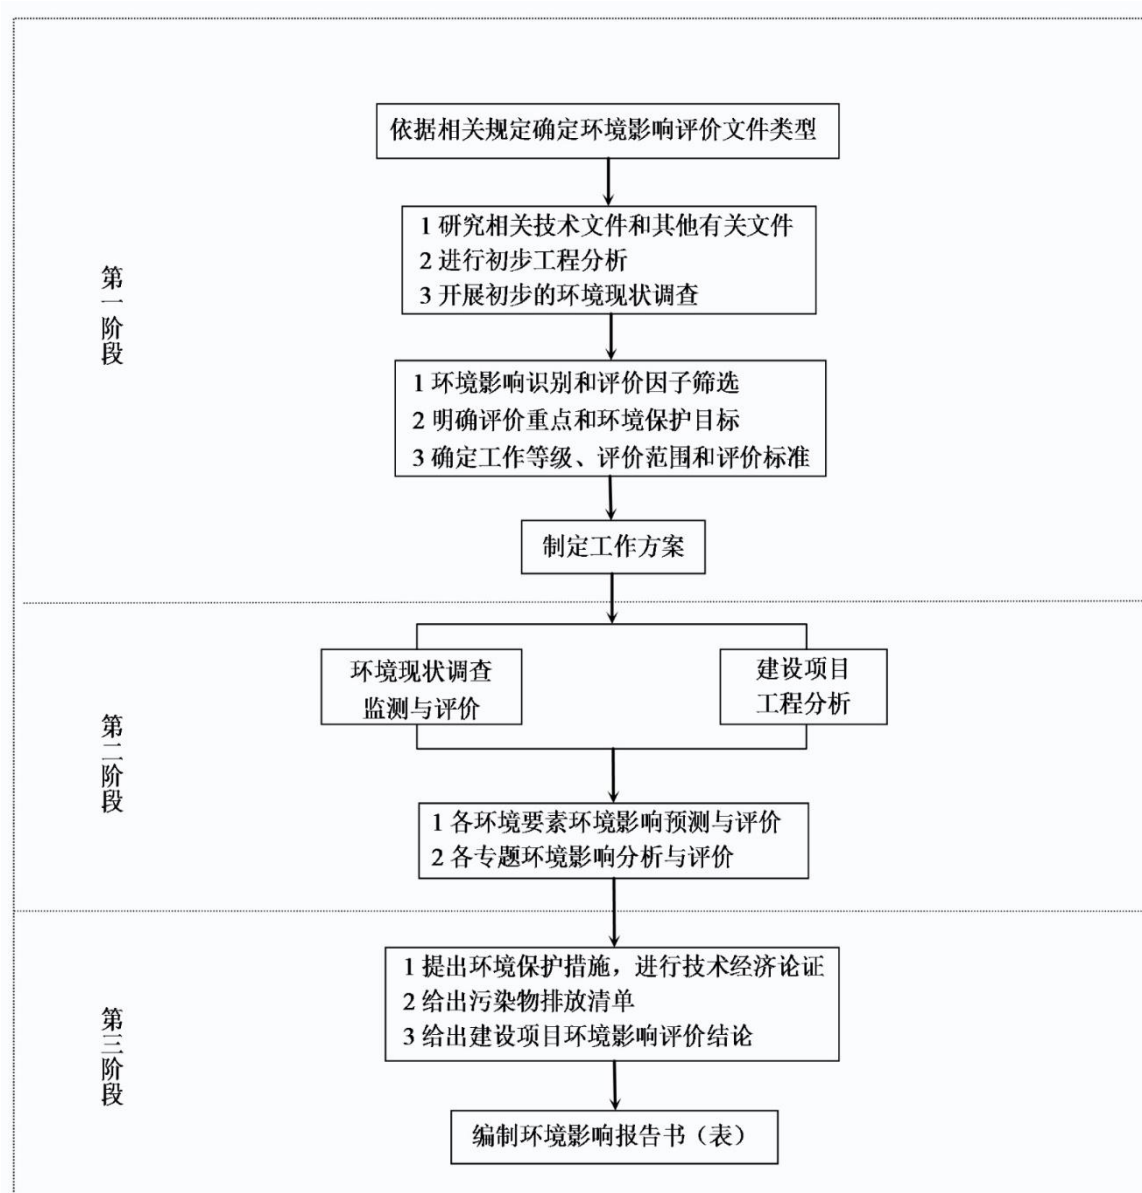 依据相关规定确定环境影响评价文件类型
1 研究相关技术文件和其他有关文件
2 进行初步工程分析
3 开展初步的环境现状调查
第一阶段
1 环境影响识别和评价因子筛选
2 明确评价重点和环境保护目标
3 确定工作等级、评价范围和评价标准
制定工作方案
环境现状调查
监测与评价
建设项目
工程分析
第二阶段
1 各环境要素环境影响预测与评价
2 各专题环境影响分析与评价
1 提出环境保护措施，进行技术经济论证
2 给出污染物排放清单
3 给出建设项目环境影响评价结论
第三阶段
编制环境影响报告书（表）